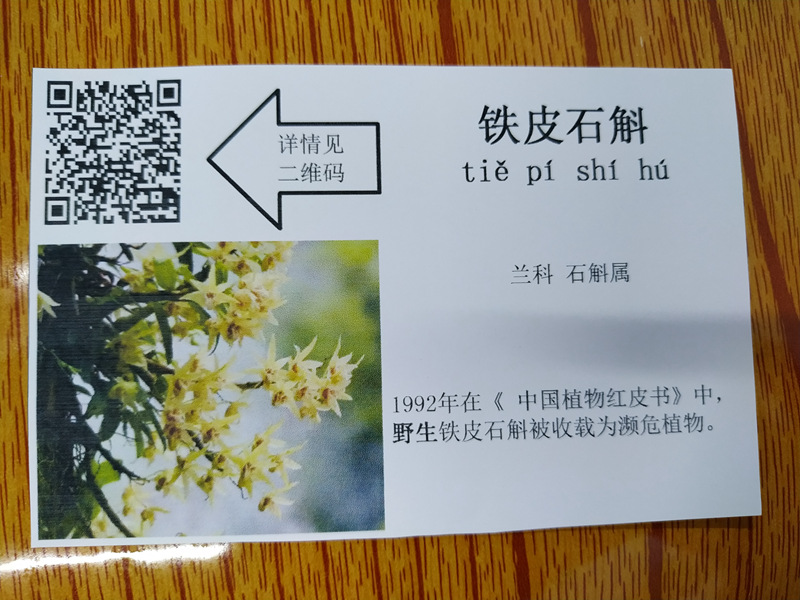 详情见
二维码
铁皮石斛
tiě pí shí hú
兰科 石斛属
1992年在《 中国植物红皮书》中，
野生铁皮石斛被收载为濒危植物。